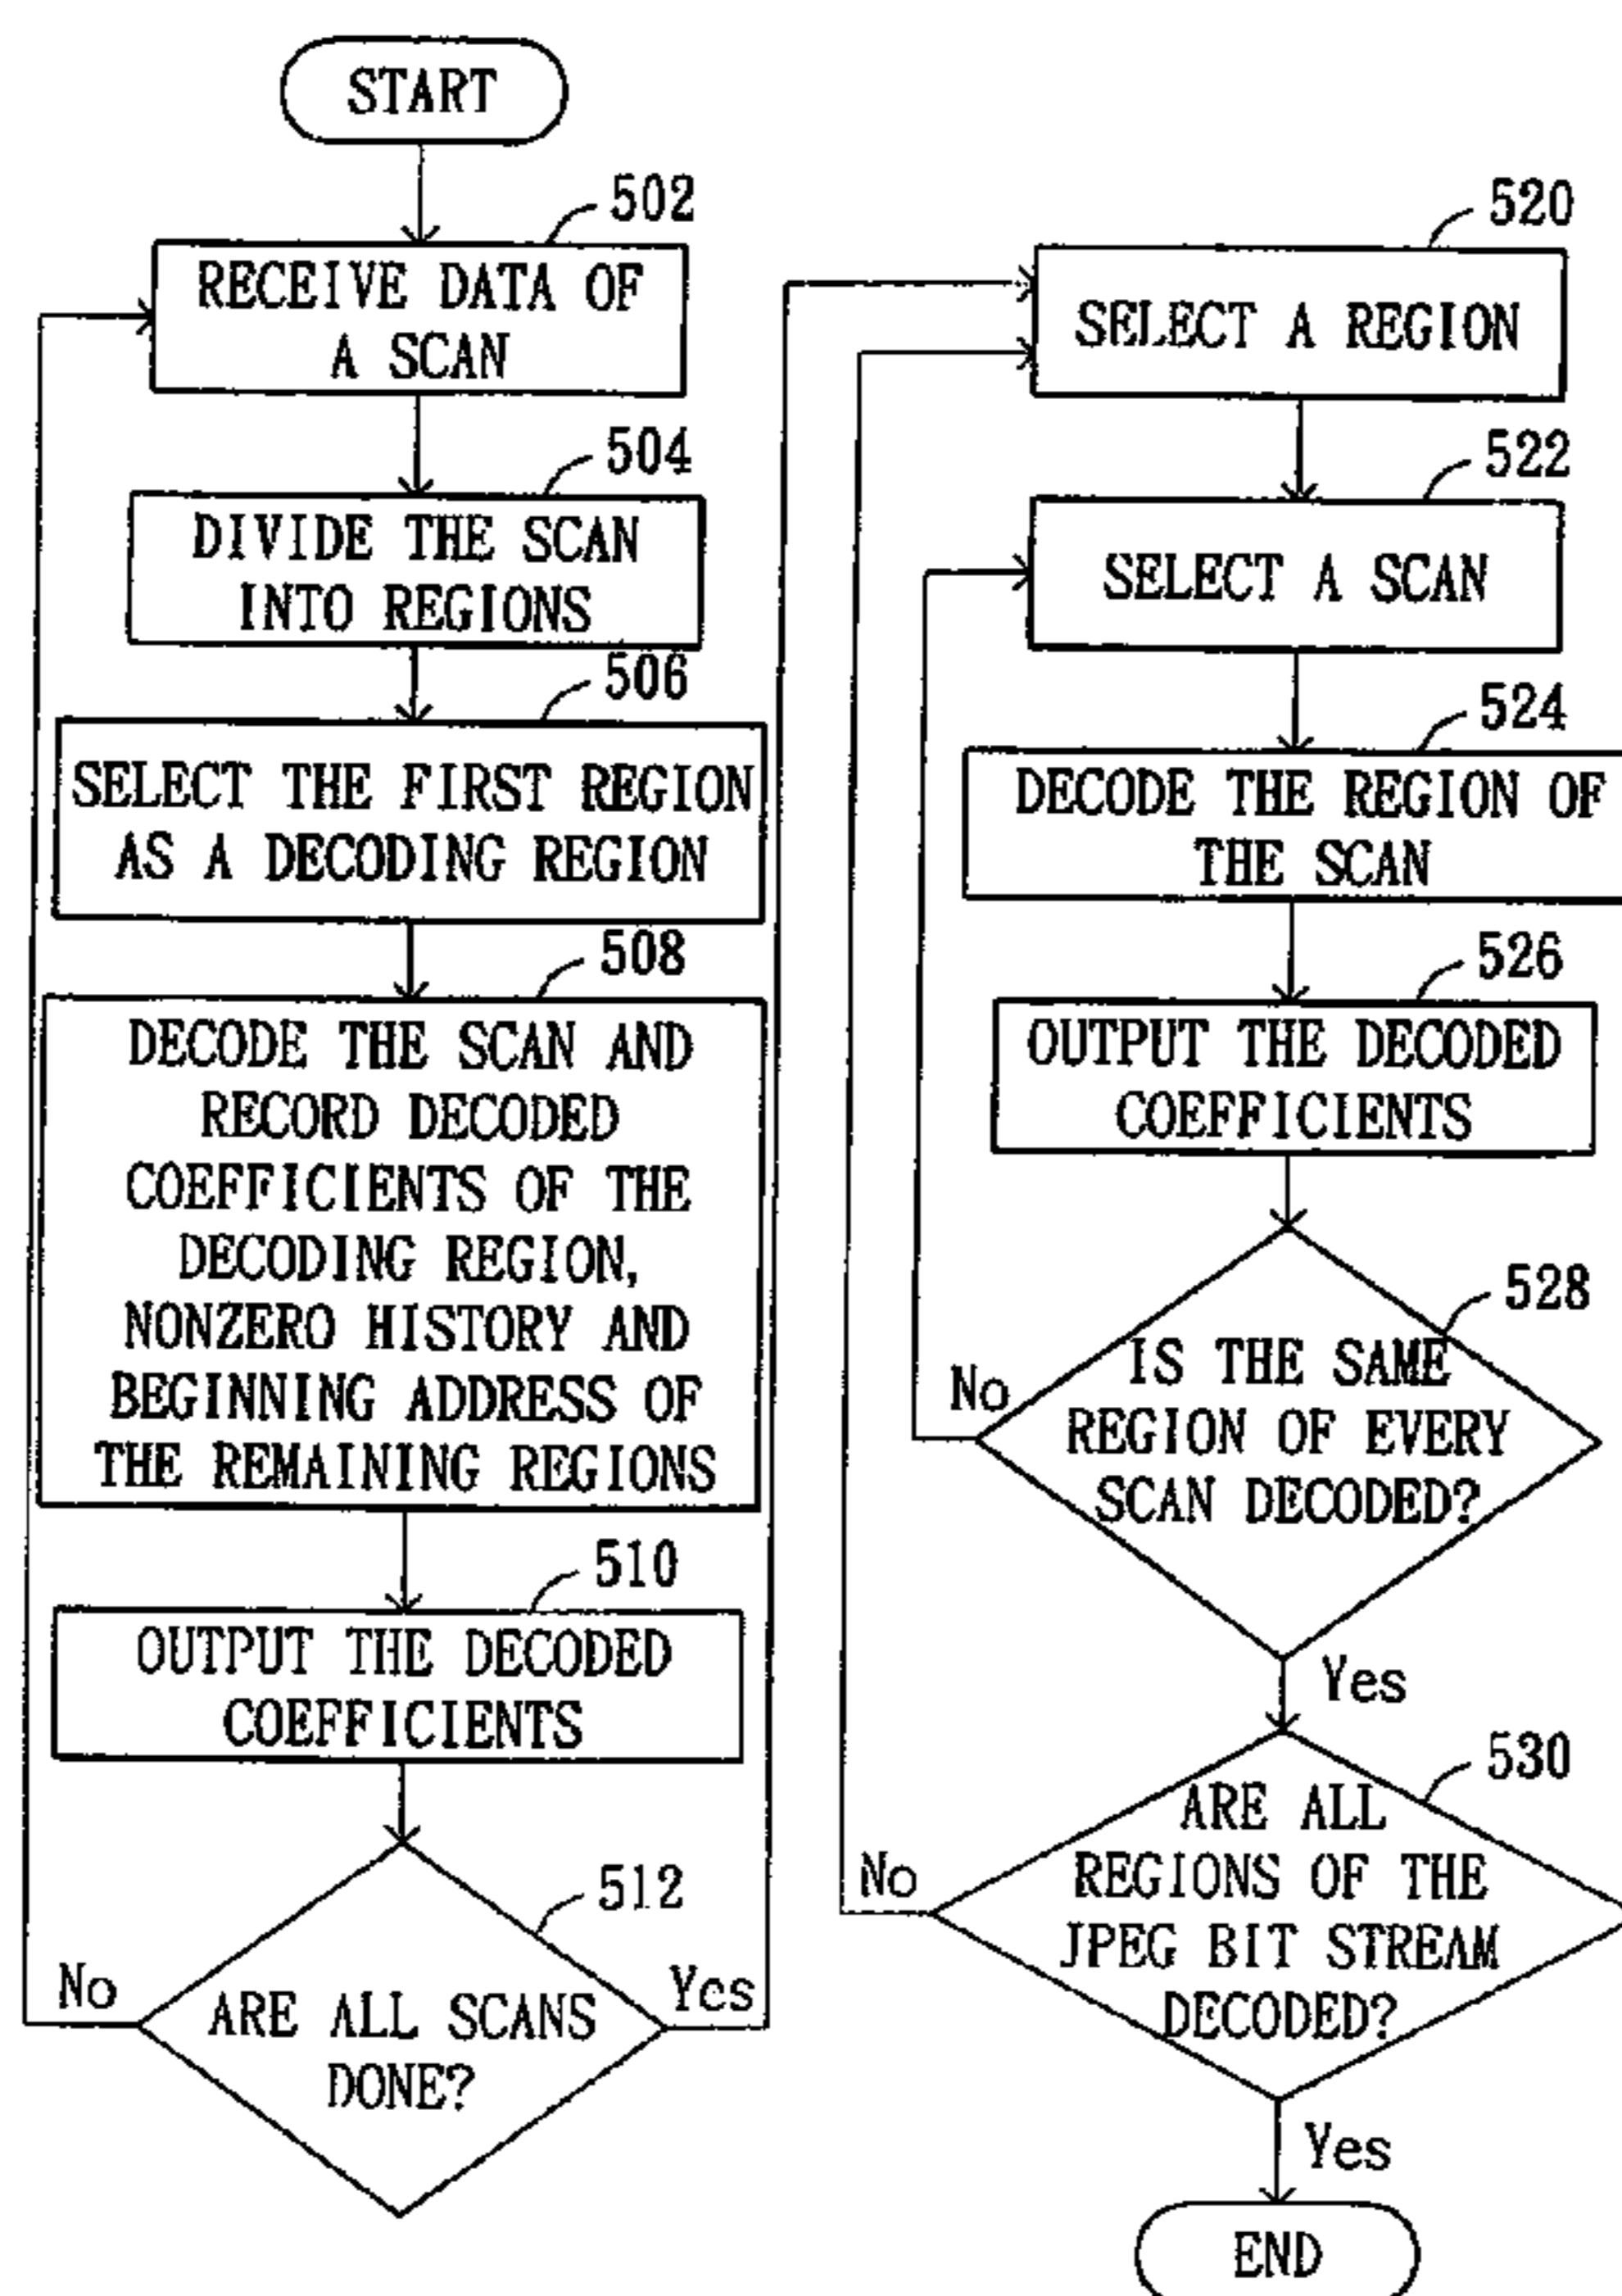 START
502
RECEIVE DATA OF
A SCAN
504
DIVIDE THE SCAN
INTO REGIONS
506
SELECT THE FIRST REGION
AS A DECODING REGION
508
DECODE THE SCAN AND
RECORD DECODED
COEFFICIENTS OF THE
DECODING REGION,
NONZERO HISTORY AND
BEGINNING ADDRESS OF
THE REMAINING REGIONS
510
OUTPUT THE DECODED
COEFFICIENTS
512
No
Yes
ARE ALL SCANS
DONE?
520
SELECT A REGION
522
SELECT A SCAN
524
DECODE THE REGION OF
THE SCAN
526
OUTPUT THE DECODED
COEFFICIENTS
528
No
IS THE SAME
REGION OF EVERY
SCAN DECODED?
Yes
530
No
ARE ALL
REGIONS OF THE
JPEG BIT STREAM
DECODED?
Yes
END